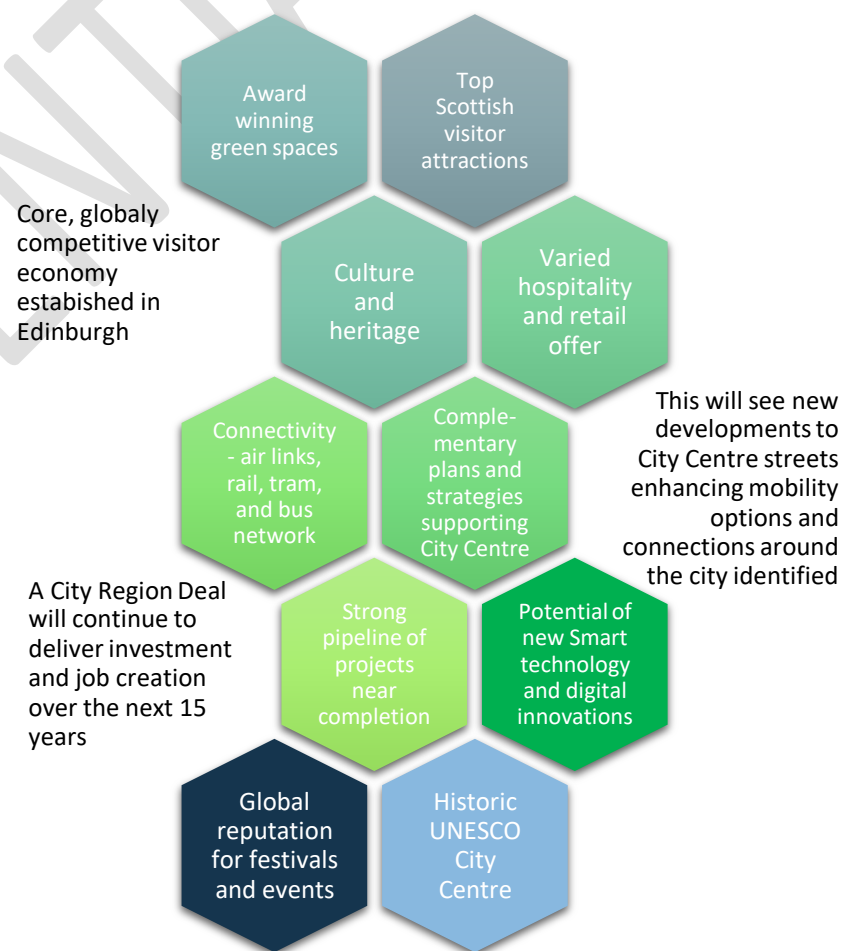 Award
winning
green spaces
Top
Scottish
visitor
attractions
Core, globaly
competitive visitor
economy
estabished in
Edinburgh
Culture
and
heritage
Varied
hospitality
and retail
offer
Connectivity
- air links,
rail, tram,
and bus
network
Comple-
mentary
plans and
strategies
supporting
City Centre
This will see new
developments to
City Centre streets
enhancing mobility
options and
connections around
the city identified
A City Region Deal
will continue to
deliver investment
and job creation
over the next 15
years
Strong
pipeline of
projects
near
completion
Potential of
new Smart
technology
and digital
innovations
Global
reputation
for festivals
and events
Historic
UNESCO
City
Centre